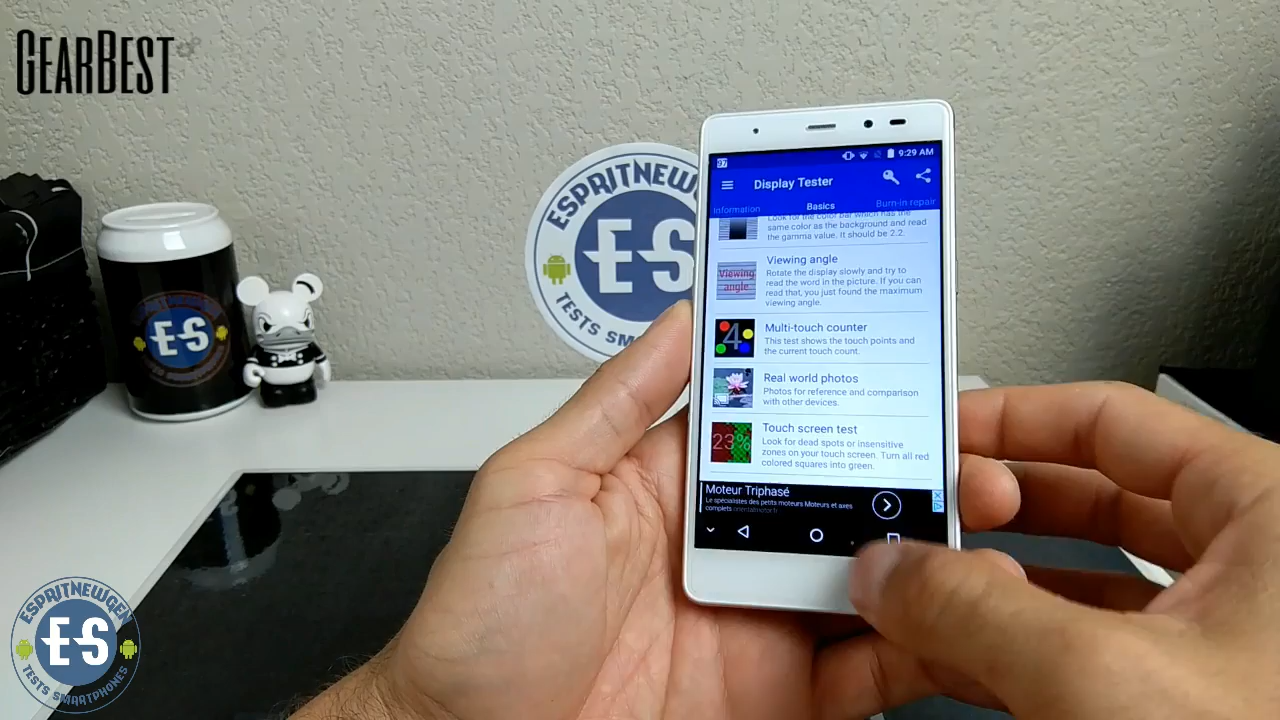 GEARBEST
97
9:29 AM
Display Tester
Information
Basics
Burn-in repair
Look for the color bar which has the
same color as the background and read
the gamma value. It should be 2.2.
Viewing angle
Rotate the display slowly and try to
read the word in the picture. If you can
read that, you just found the maximum
viewing angle.
Viewing
angle
Multi-touch counter
This test shows the touch points and
the current touch count.
4
Real world photos
Photos for reference and comparison
with other devices.
Touch screen test
Look for dead spots or insensitive
zones on your touch screen. Turn all red
colored squares into green.
23%
Moteur Triphasé
Le spécialistes des petits moteurs Moteurs et axes
complets orientalmotor.fr
ESPRITNEWG
ES
TESTS SM
ES
ESPRITNEWGEN
ES
TESTS SMARTPHONES